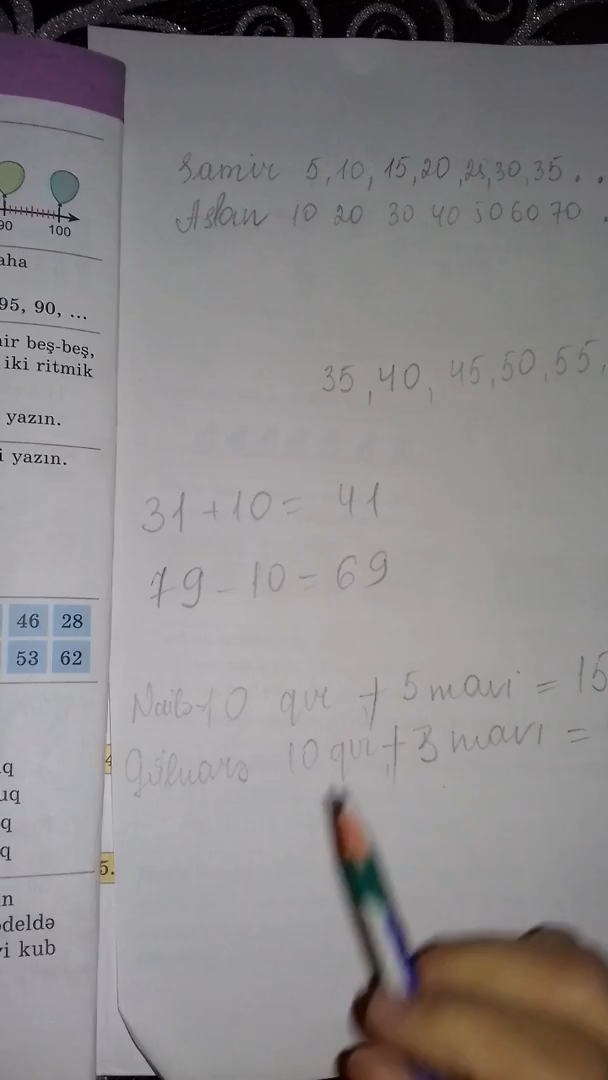 90 100
aha
95, 90, ...
ir beş-beş,
iki ritmik
yazın.
i yazın.
46 28
53 62
q
uq
q
q
n
deldə
i kub
4
5.
Samir 5, 10, 15, 20, 25, 30, 35 . .
Aslan 10 20 30 40 50 60 70 .
35, 40, 45, 50, 55,
31 + 10 = 41
79 - 10 = 69
10 qır + 5 mavi = 15
10 qır + 3 mavi =